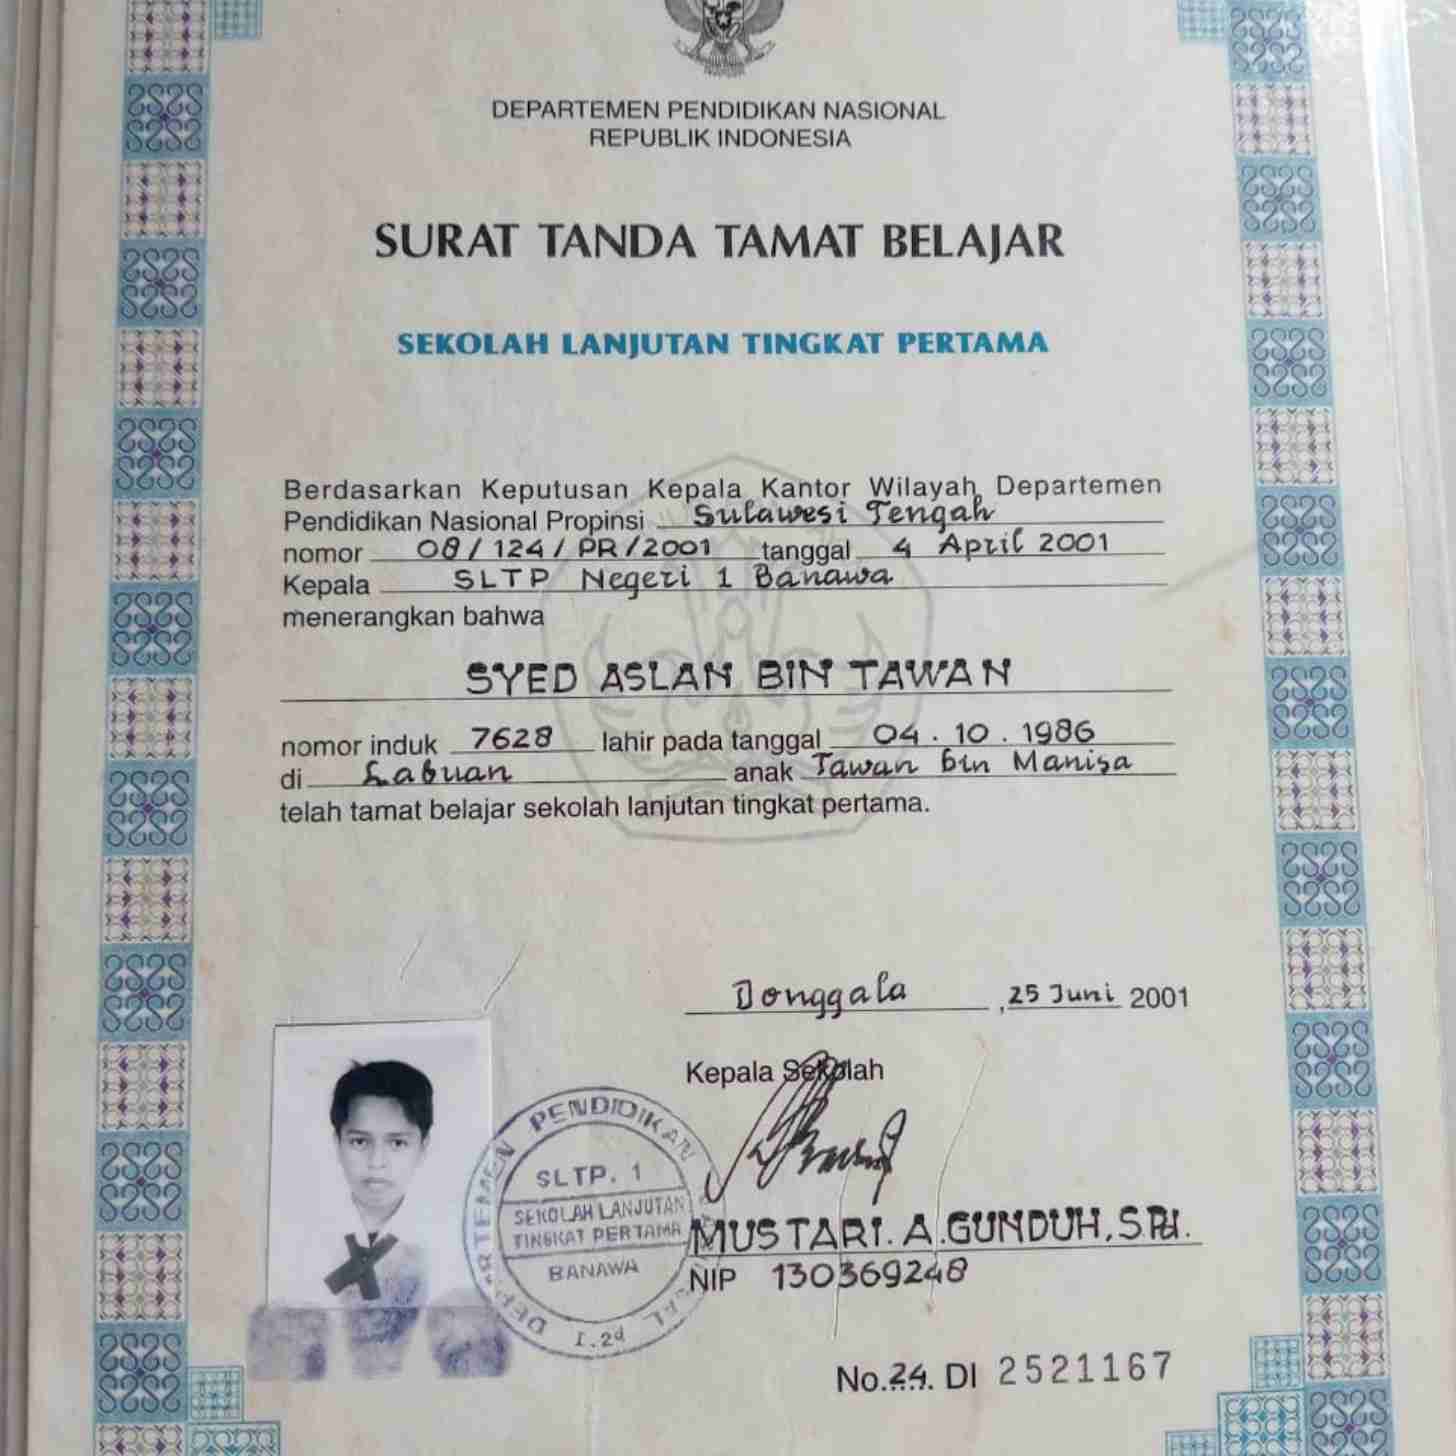 DEPARTEMEN PENDIDIKAN NASIONAL
REPUBLIK INDONESIA
SURAT TANDA TAMAT BELAJAR
SEKOLAH LANJUTAN TINGKAT PERTAMA
Berdasarkan Keputusan Kepala Kantor Wilayah Departemen
Pendidikan Nasional Propinsi Sulawesi Tengah
nomor 08/124/PR/2001 tanggal 4 April 2001
Kepala SLTP Negeri 1 Banawa
menerangkan bahwa
SYED ASLAN BIN TAWAN
nomor induk 7628 lahir pada tanggal 04.10.1986
di Labuan anak Tawan bin Manisa
telah tamat belajar sekolah lanjutan tingkat pertama.
Donggala, 25 Juni 2001
Kepala Sekolah
DEPARTEMEN PENDIDIKAN
SLTP. 1
SEKOLAH LANJUTAN
TINGKAT PERTAMA
BANAWA
I.2d
MUSTARI. A. GUNDUH, S.Pd.
NIP 130369248
No.24. DI 2521167